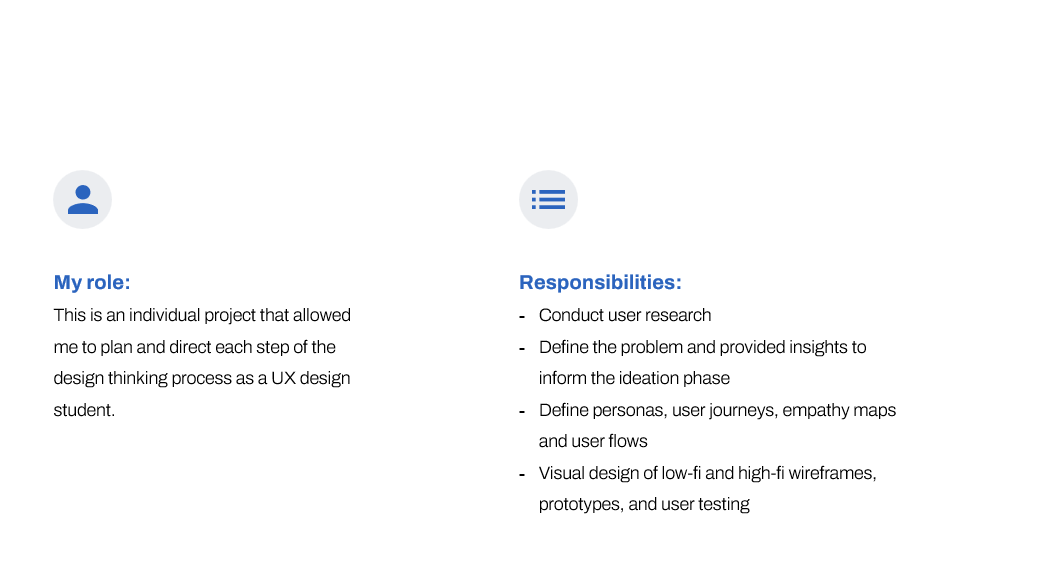 My role:
This is an individual project that allowed
me to plan and direct each step of the
design thinking process as a UX design
student.
Responsibilities:
- Conduct user research
- Define the problem and provided insights to
inform the ideation phase
- Define personas, user journeys, empathy maps
and user flows
- Visual design of low-fi and high-fi wireframes,
prototypes, and user testing